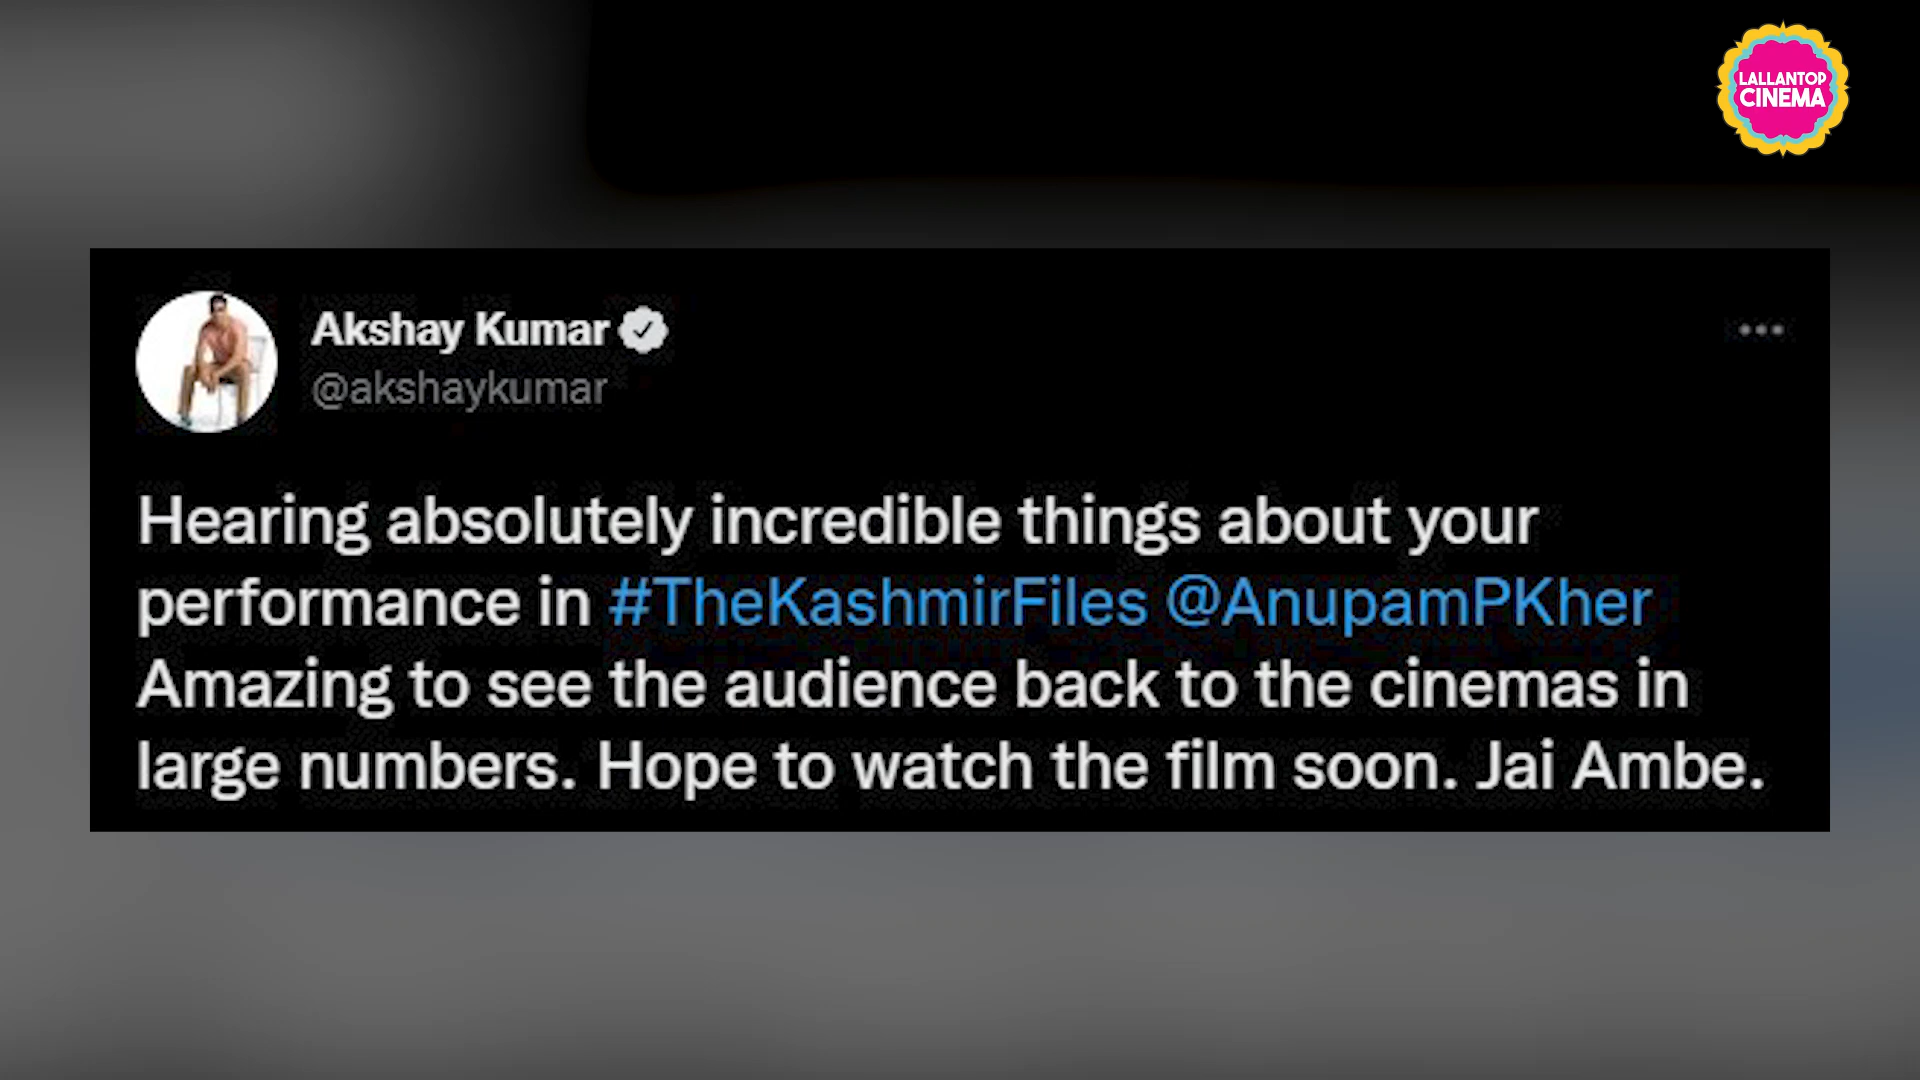 LALLANTOP
CINEMA
Akshay Kumar
@akshaykumar
Hearing absolutely incredible things about your
performance in #TheKashmirFiles @AnupamPKher
Amazing to see the audience back to the cinemas in
large numbers. Hope to watch the film soon. Jai Ambe.